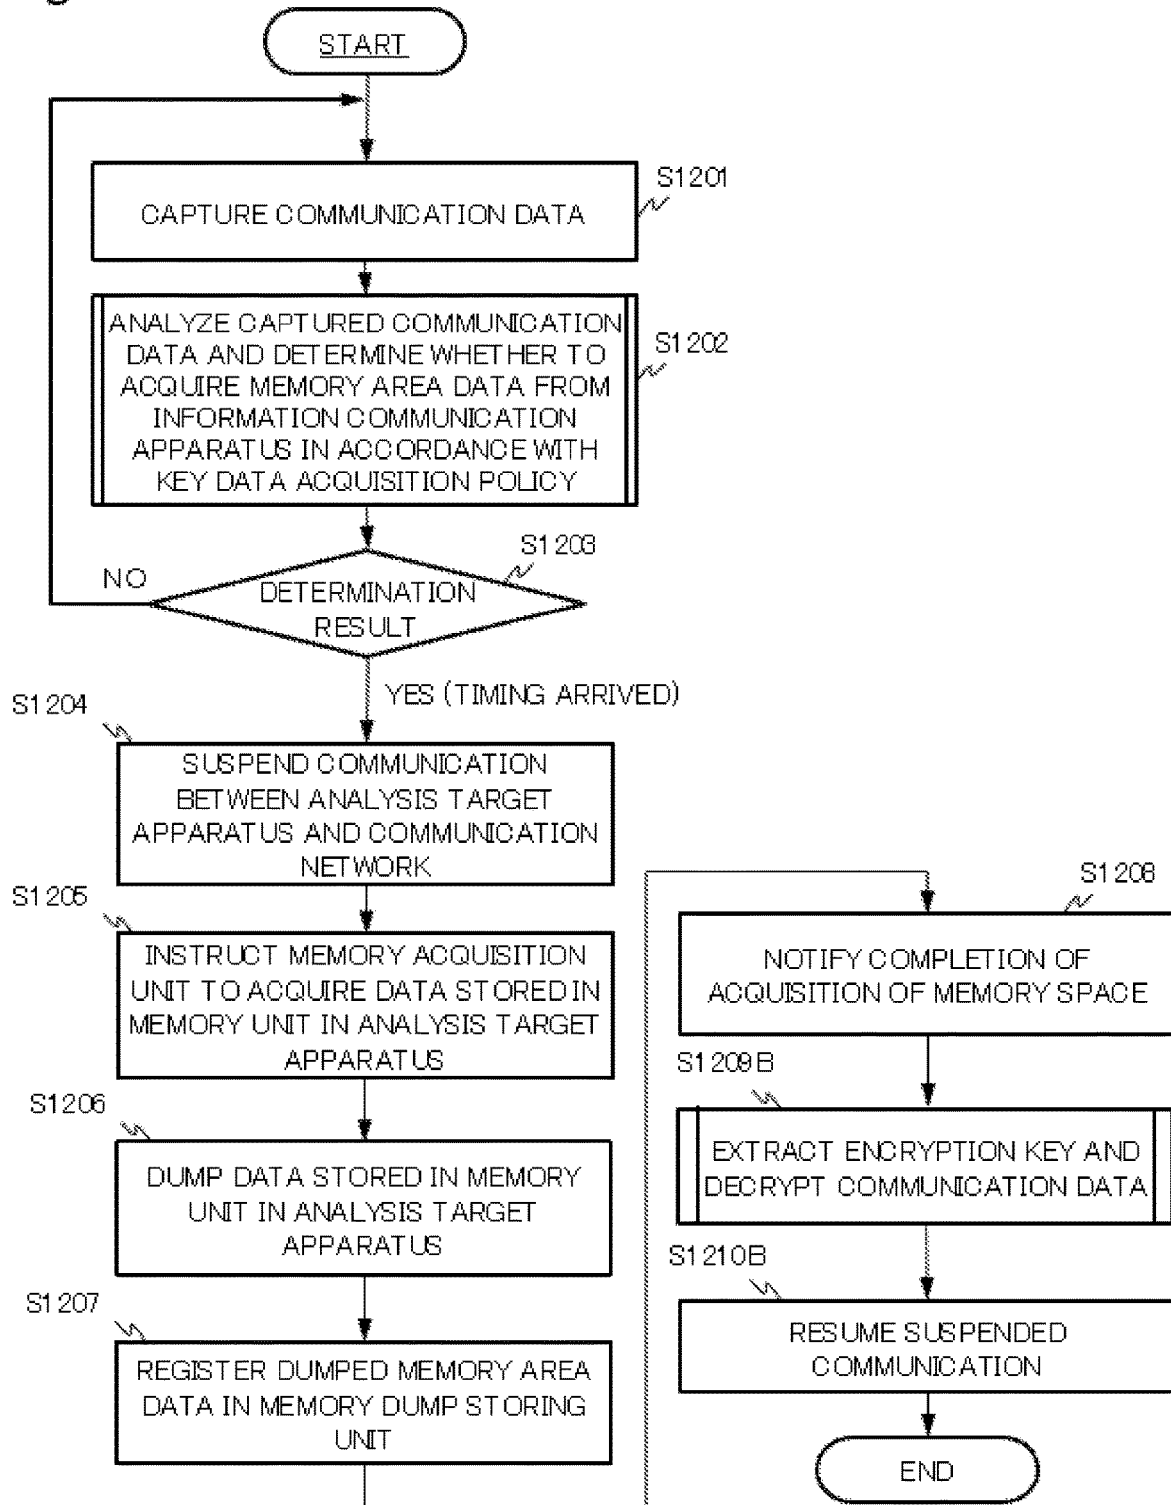 START
S1201
CAPTURE COMMUNICATION DATA
ANALYZE CAPTURED COMMUNICATION
DATA AND DETERMINE WHETHER TO
ACQUIRE MEMORY AREA DATA FROM
INFORMATION COMMUNICATION
APPARATUS IN ACCORDANCE WITH
KEY DATA ACQUISITION POLICY
S1202
S1203
NO
DETERMINATION
RESULT
YES (TIMING ARRIVED)
S1204
SUSPEND COMMUNICATION
BETWEEN ANALYSIS TARGET
APPARATUS AND COMMUNICATION
NETWORK
S1205
INSTRUCT MEMORY ACQUISITION
UNIT TO ACQUIRE DATA STORED IN
MEMORY UNIT IN ANALYSIS TARGET
APPARATUS
S1206
DUMP DATA STORED IN MEMORY
UNIT IN ANALYSIS TARGET
APPARATUS
S1207
REGISTER DUMPED MEMORY AREA
DATA IN MEMORY DUMP STORING
UNIT
S1208
NOTIFY COMPLETION OF
ACQUISITION OF MEMORY SPACE
S1209B
EXTRACT ENCRYPTION KEY AND
DECRYPT COMMUNICATION DATA
S1210B
RESUME SUSPENDED
COMMUNICATION
END